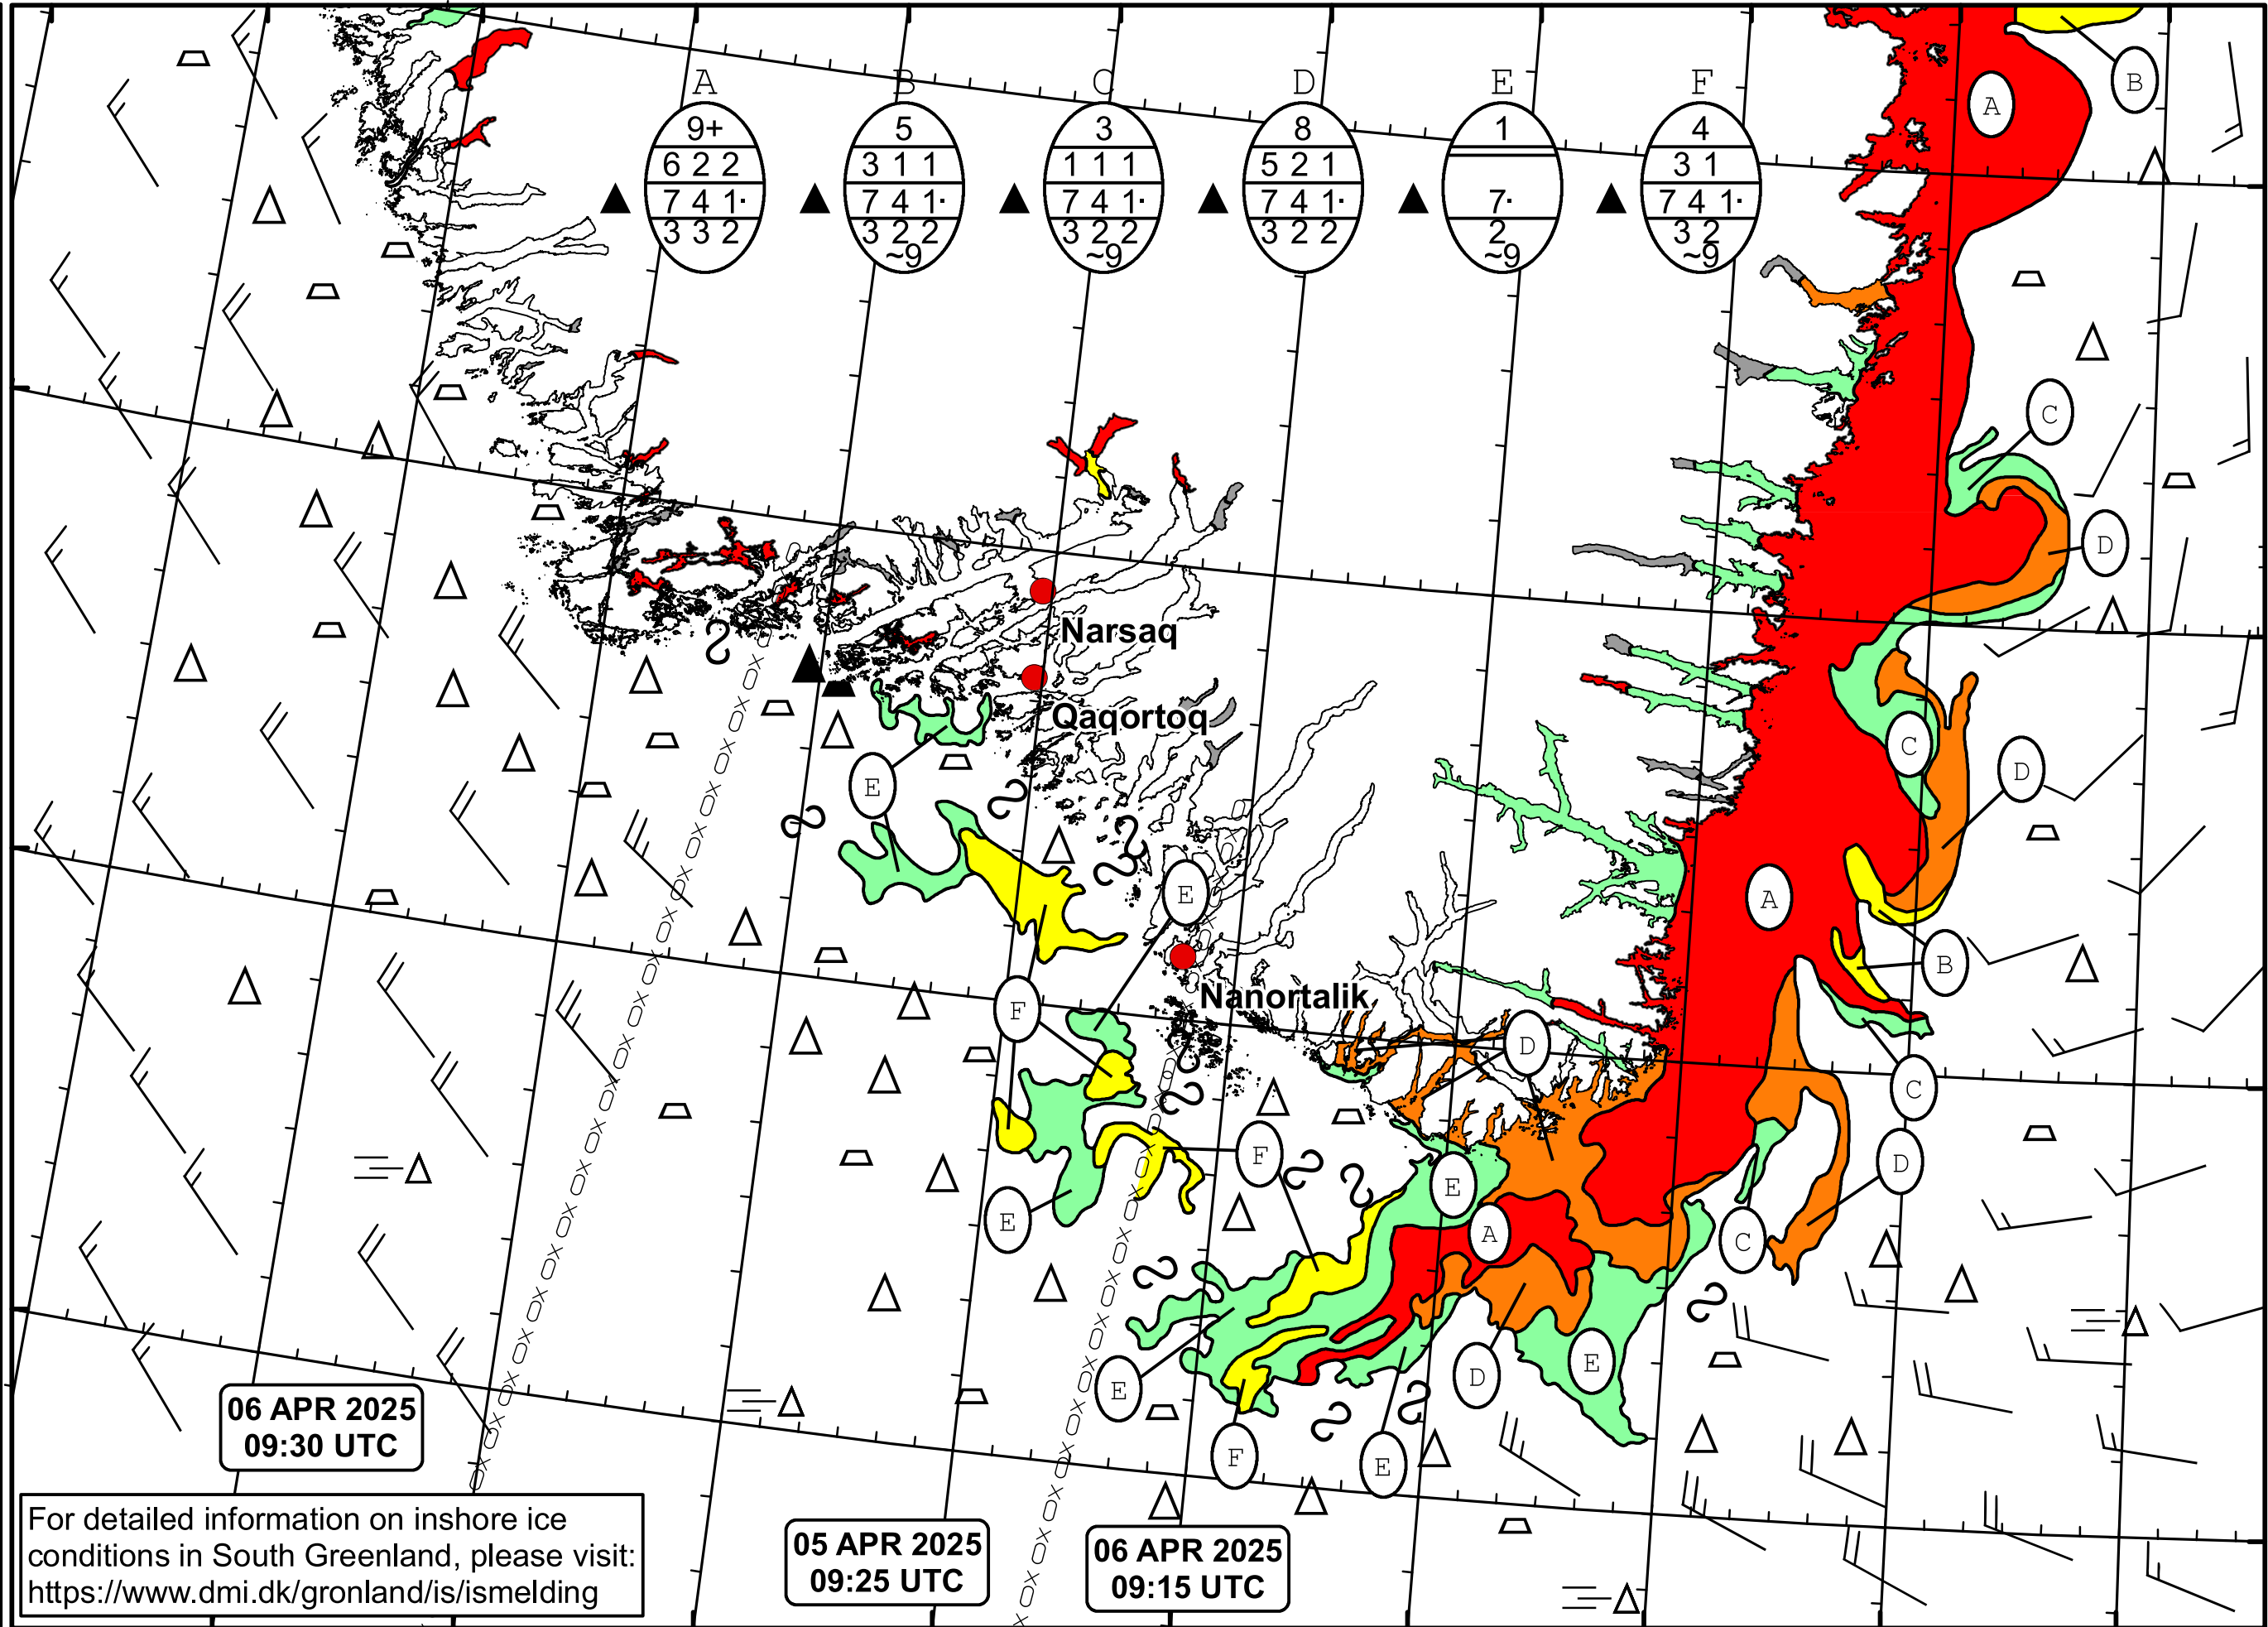 A B C D E F
9+ 5 3 8 1 4
6 2 2 3 1 1 1 1 1 5 2 1 3 1
7 4 1· 7 4 1· 7 4 1· 7 4 1· 7· 7 4 1·
3 3 2 3 2 2 3 2 2 3 2 2 2 3 2
~9 ~9 ~9 ~9
B
A
C
D
Narsaq
Qaqortoq
C
D
E
E
A
B
Nanortalik
F
D
C
F
D
E
E
A
C
E
D
E
E
F
E
06 APR 2025
09:30 UTC
05 APR 2025
09:25 UTC
06 APR 2025
09:15 UTC
For detailed information on inshore ice
conditions in South Greenland, please visit:
https://www.dmi.dk/gronland/is/ismelding